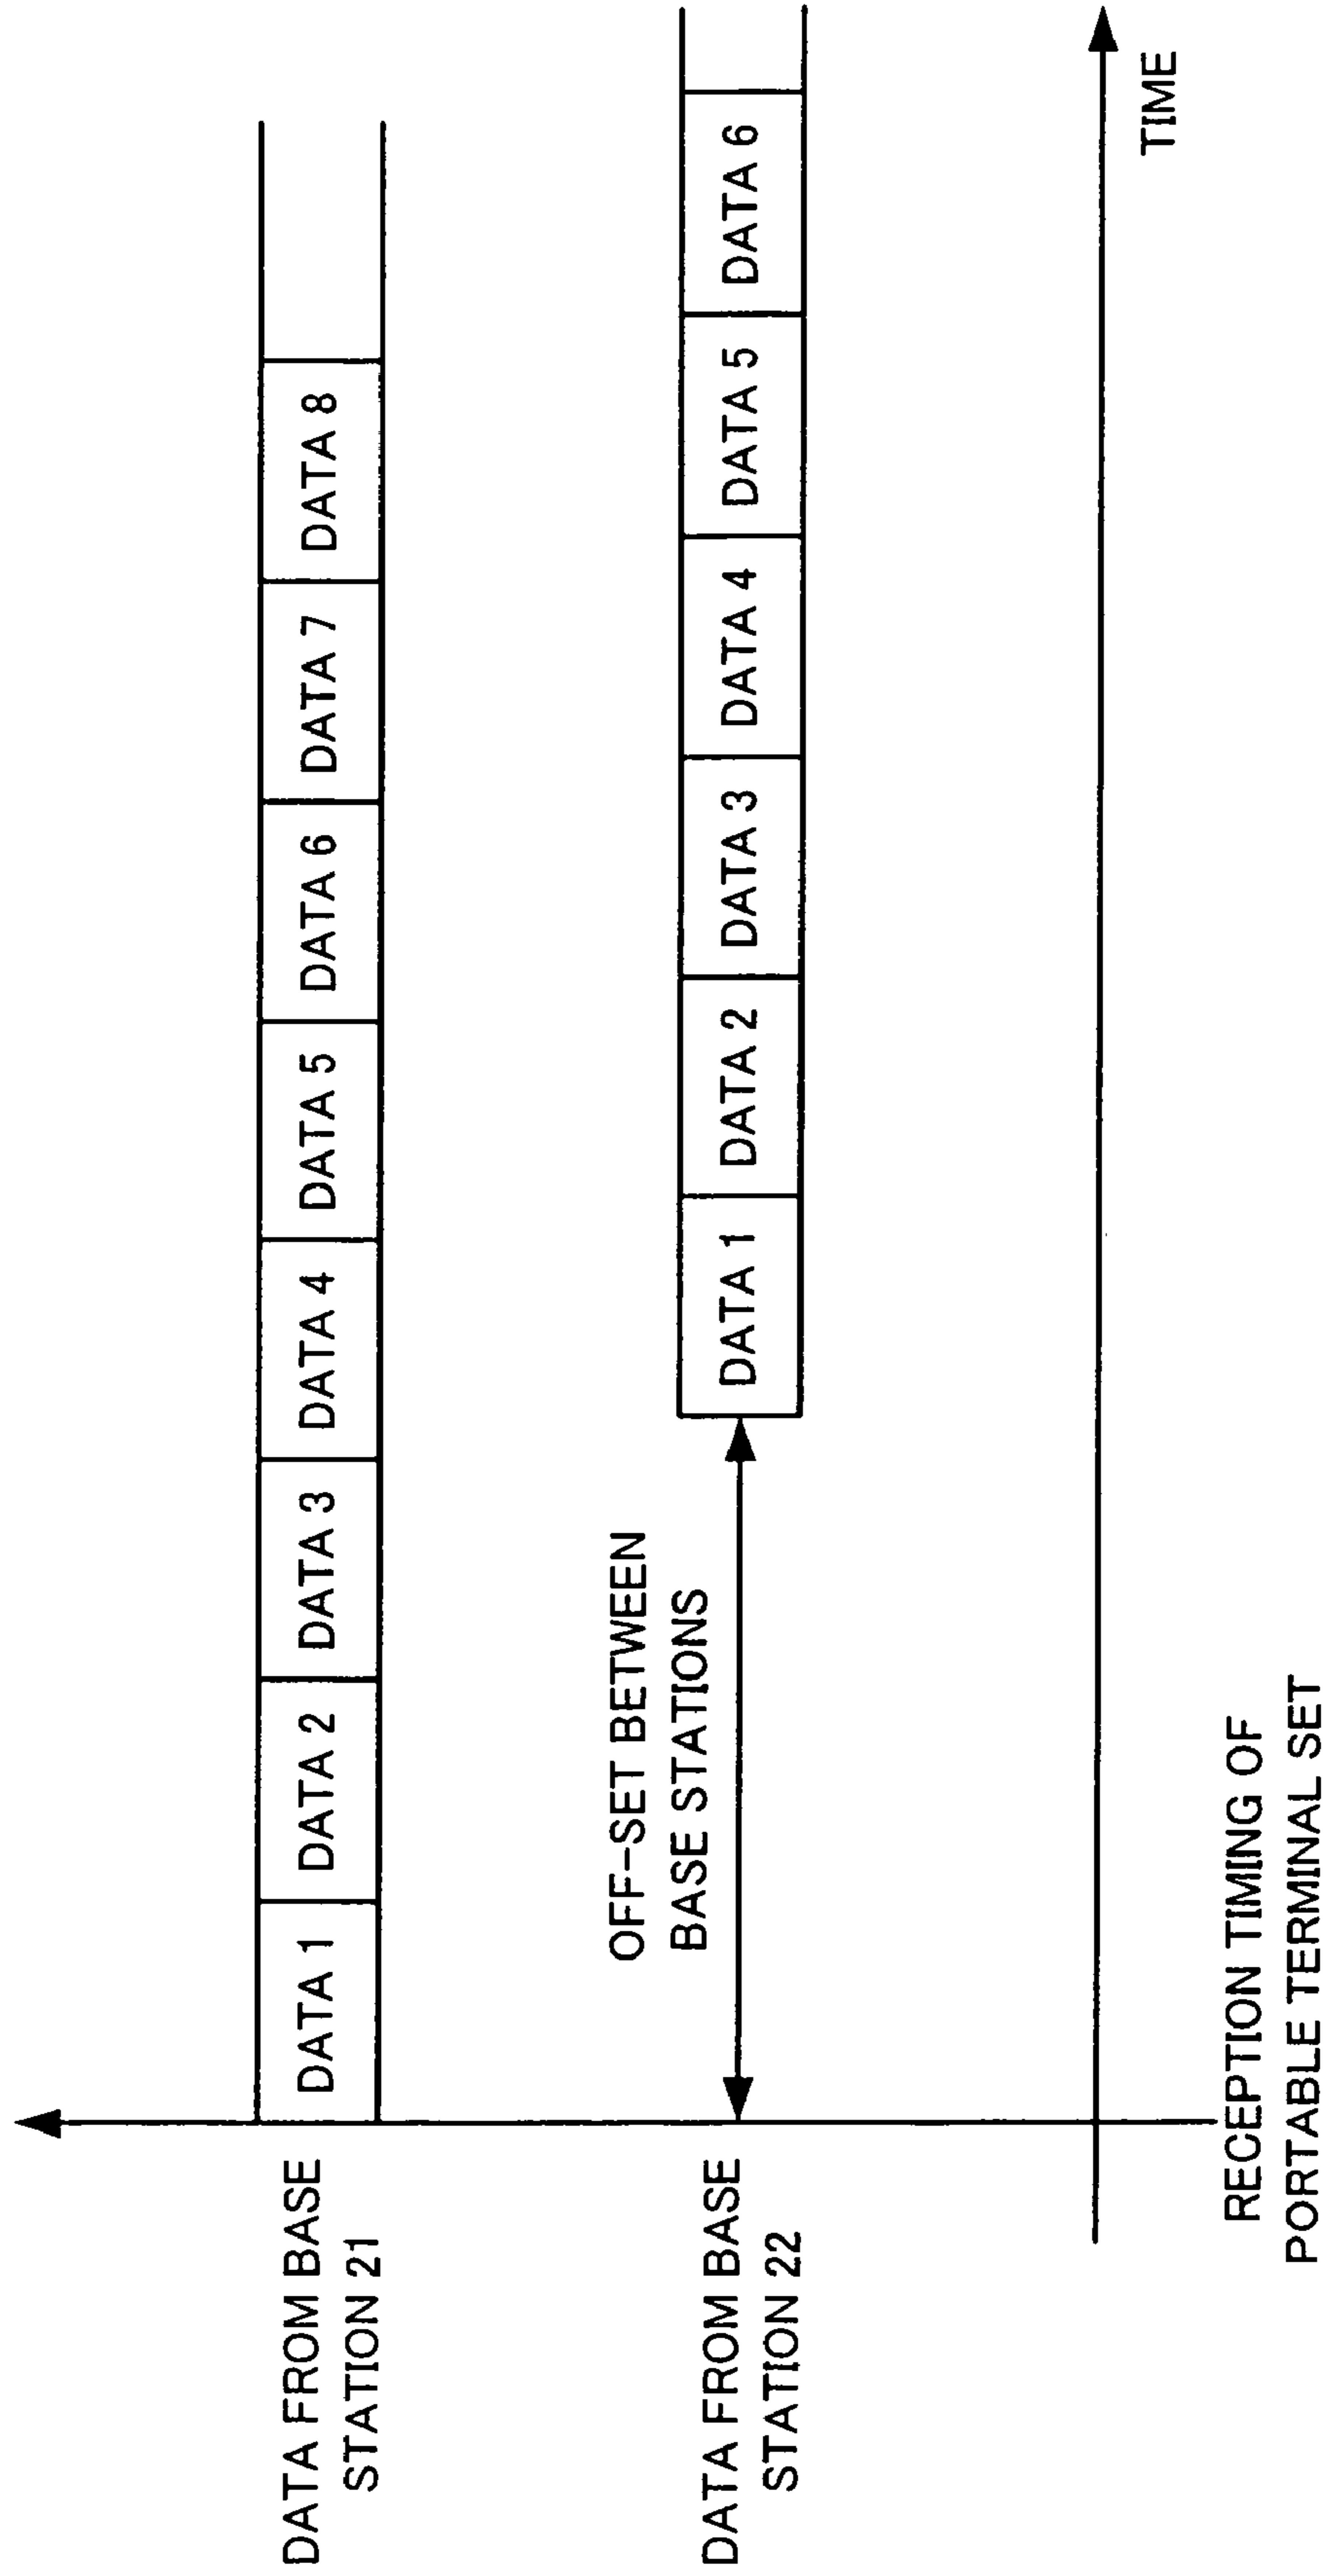 DATA FROM BASE
STATION 21
DATA 1
DATA 2
DATA 3
DATA 4
DATA 5
DATA 6
DATA 7
DATA 8
OFF-SET BETWEEN
BASE STATIONS
DATA FROM BASE
STATION 22
DATA 1
DATA 2
DATA 3
DATA 4
DATA 5
DATA 6
TIME
RECEPTION TIMING OF
PORTABLE TERMINAL SET